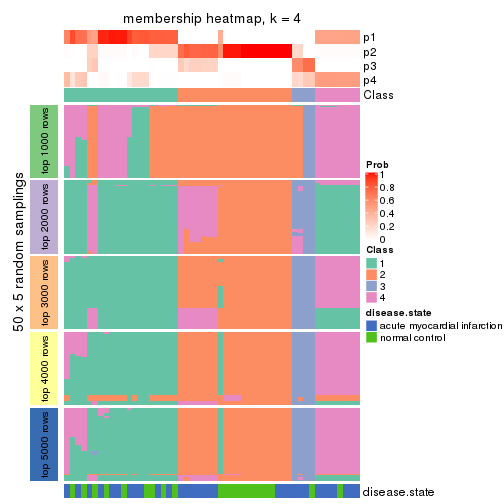 membership heatmap, k = 4
p1
p2
p3
p4
Class
50 x 5 random samplings
top 1000 rows
top 2000 rows
top 3000 rows
top 4000 rows
top 5000 rows
disease.state
Prob
1
0.8
0.6
0.4
0.2
0
Class
1
2
3
4
disease.state
acute myocardial infarction
normal control